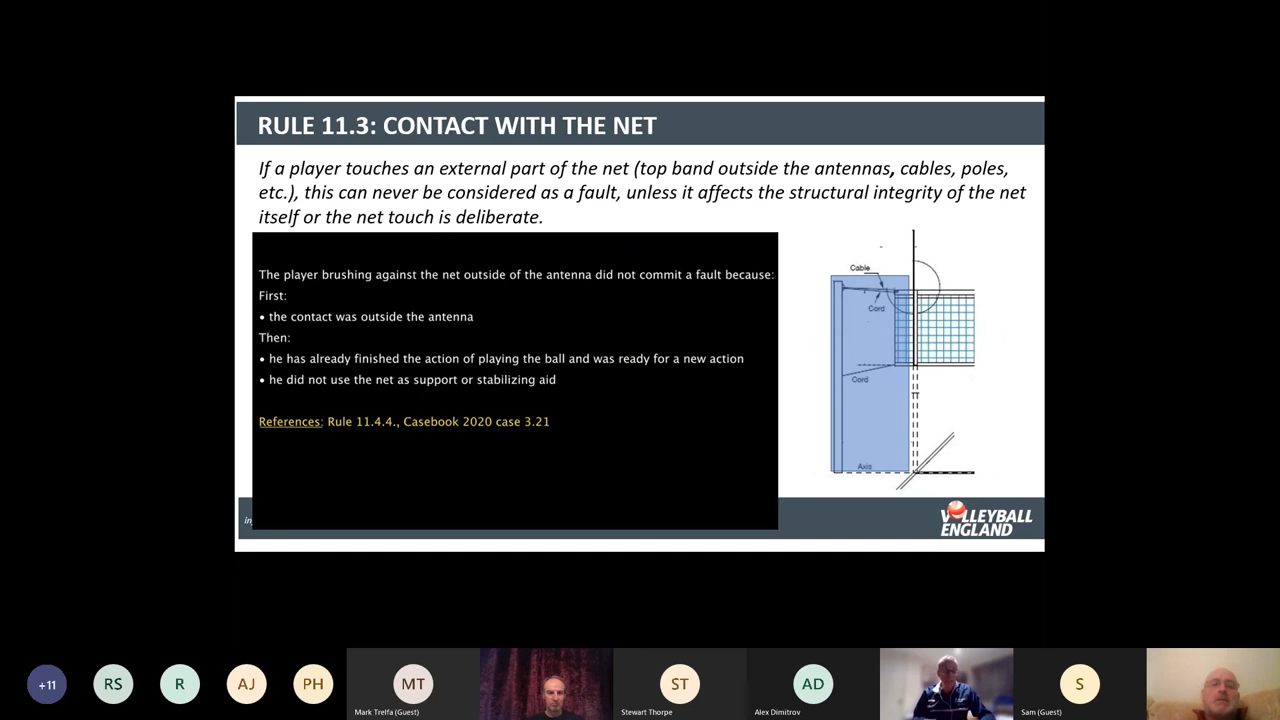 RULE 11.3: CONTACT WITH THE NET
If a player touches an external part of the net (top band outside the antennas, cables, poles,
etc.), this can never be considered as a fault, unless it affects the structural integrity of the net
itself or the net touch is deliberate.
The player brushing against the net outside of the antenna did not commit a fault because:
First:
• the contact was outside the antenna
Then:
• he has already finished the action of playing the ball and was ready for a new action
• he did not use the net as support or stabilizing aid
References: Rule 11.4.4., Casebook 2020 case 3.21
Cable
Cord
Cord
Axis
VOLLEYBALL
ENGLAND
+11
RS
R
AJ
PH
MT
ST
AD
S
Mark Trelfa (Guest)
Stewart Thorpe
Alex Dimitrov
Sam (Guest)